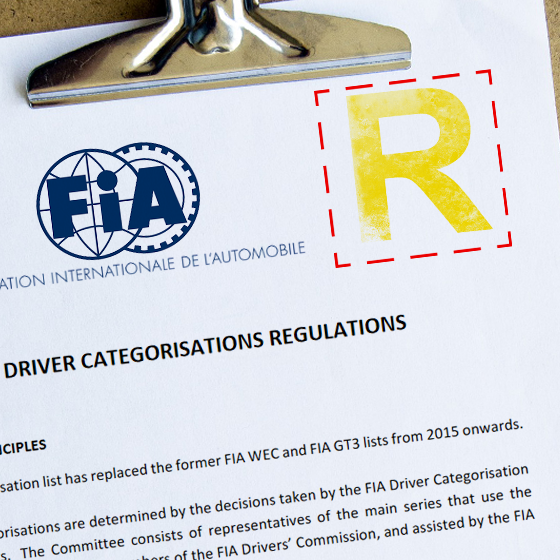 FiA
R
ATION INTERNATIONALE DE L'AUTOMOBILE
DRIVER CATEGORISATIONS REGULATIONS
CIPLES
sation list has replaced the former FIA WEC and FIA GT3 lists from 2015 onwards.
orisations are determined by the decisions taken by the FIA Driver Categorisation
The Committee consists of representatives of the main series that use the
of the FIA Drivers' Commission, and assisted by the FIA